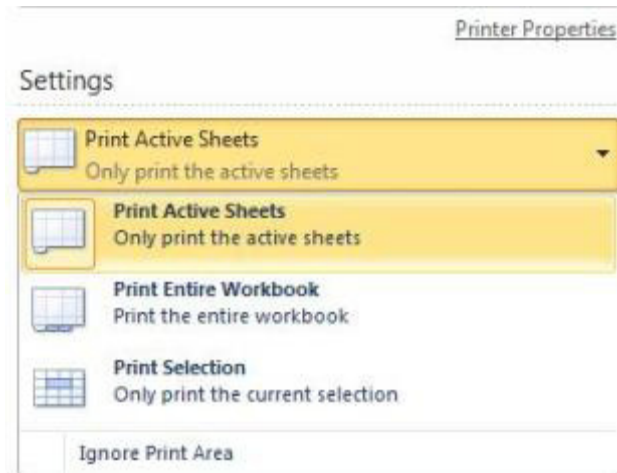 Printer Properties
Settings
Print Active Sheets
Only print the active sheets
Print Active Sheets
Only print the active sheets
Print Entire Workbook
Print the entire workbook
Print Selection
Only print the current selection
Ignore Print Area